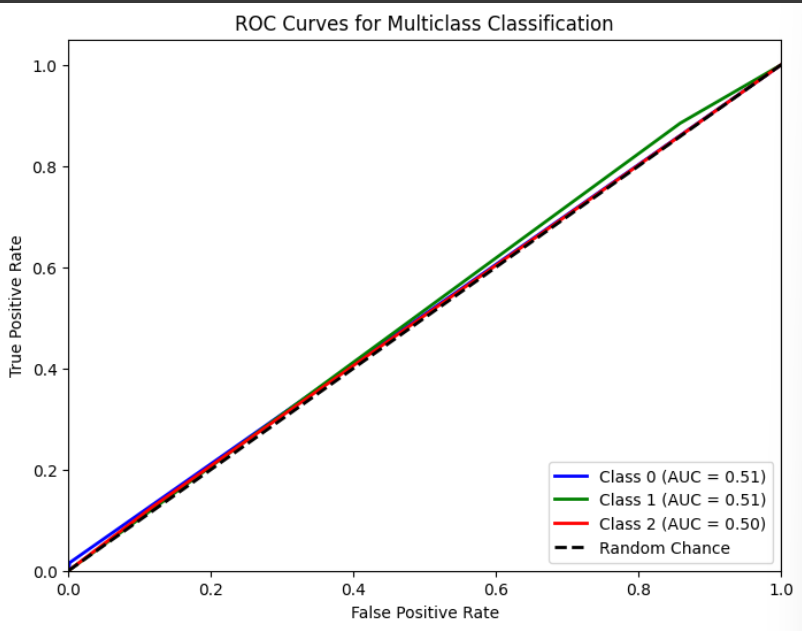 ROC Curves for Multiclass Classification
True Positive Rate
1.0
0.8
0.6
0.4
0.2
0.0
Class 0 (AUC = 0.51)
Class 1 (AUC = 0.51)
Class 2 (AUC = 0.50)
Random Chance
0.0 0.2 0.4 0.6 0.8 1.0
False Positive Rate